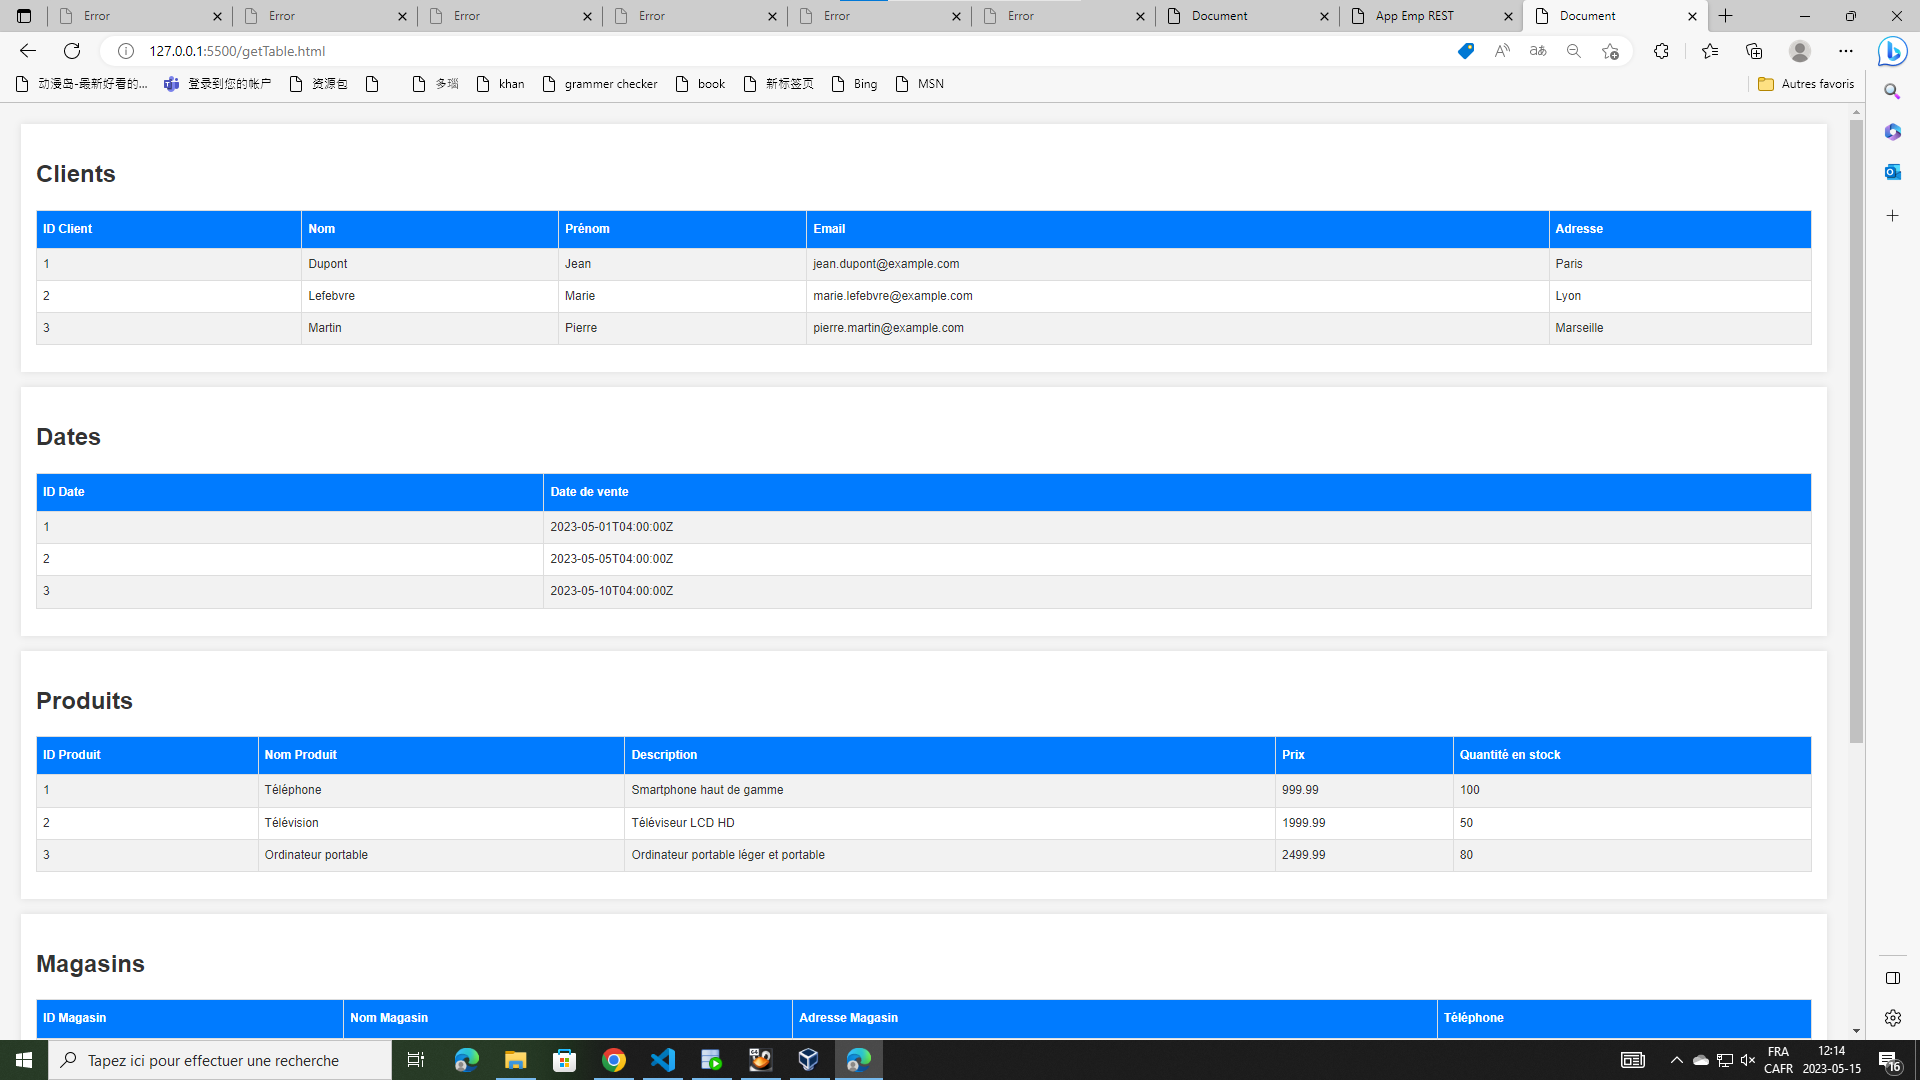 Error Error Error Error Error Error Document App Emp REST Document
127.0.0.1:5500/getTable.html
动漫岛-最新好看的... 登录到您的帐户 资源包 多瑙 khan grammer checker book 新标签页 Bing MSN Autres favoris
Clients
ID Client Nom Prénom Email Adresse
1 Dupont Jean jean.dupont@example.com Paris
2 Lefebvre Marie marie.lefebvre@example.com Lyon
3 Martin Pierre pierre.martin@example.com Marseille
Dates
ID Date Date de vente
1 2023-05-01T04:00:00Z
2 2023-05-05T04:00:00Z
3 2023-05-10T04:00:00Z
Produits
ID Produit Nom Produit Description Prix Quantité en stock
1 Téléphone Smartphone haut de gamme 999.99 100
2 Télévision Téléviseur LCD HD 1999.99 50
3 Ordinateur portable Ordinateur portable léger et portable 2499.99 80
Magasins
ID Magasin Nom Magasin Adresse Magasin Téléphone
Tapez ici pour effectuer une recherche
FRA 12:14
CAFR 2023-05-15 16